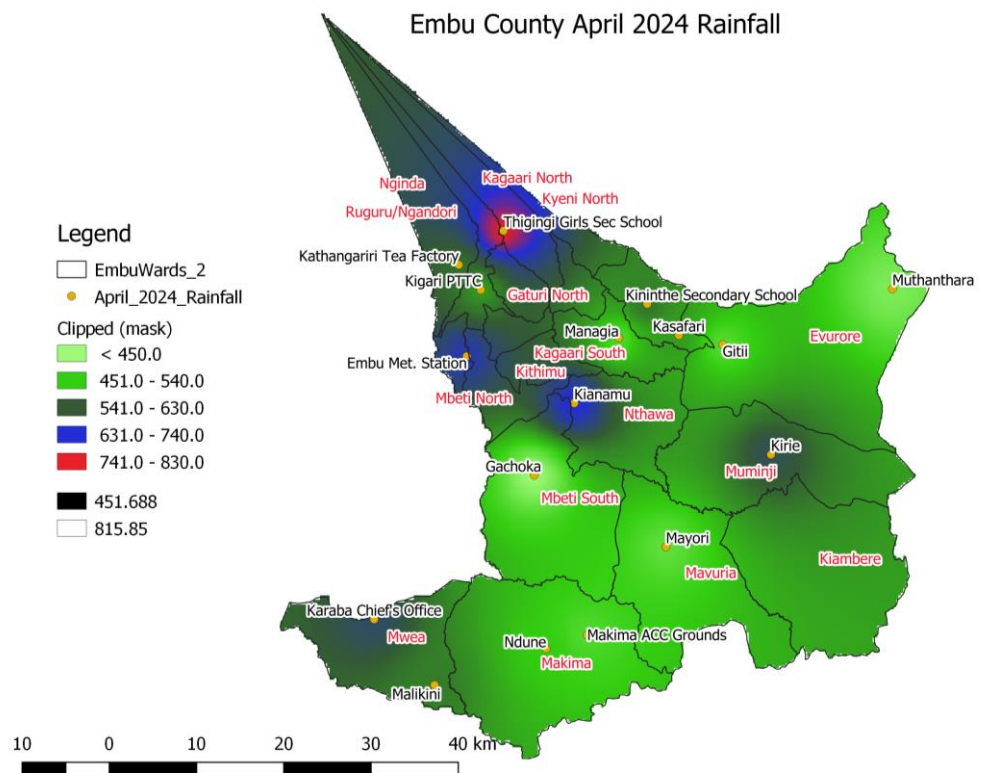 Embu County April 2024 Rainfall
Nginda
Kagaari North
Kyeni North
Ruguru/Ngandori
Thigingi Girls Sec School
Kathangariri Tea Factory
Kigari PTTC
Gaturi North
Kininthe Secondary School
Muthanthara
Managia
Kasafari
Evurore
Kagaari South
Gitii
Embu Met. Station
Kithimu
Mbeti North
Kianamu
Nthawa
Kirie
Gachoka
Muminji
Mbeti South
Mayori
Kiambere
Mavuria
Karaba Chief's Office
Mwea
Ndune
Makima ACC Grounds
Makima
Malikini
Legend
EmbuWards_2
April_2024_Rainfall
Clipped (mask)
< 450.0
451.0 - 540.0
541.0 - 630.0
631.0 - 740.0
741.0 - 830.0
451.688
815.85
10 0 10 20 30 40 km